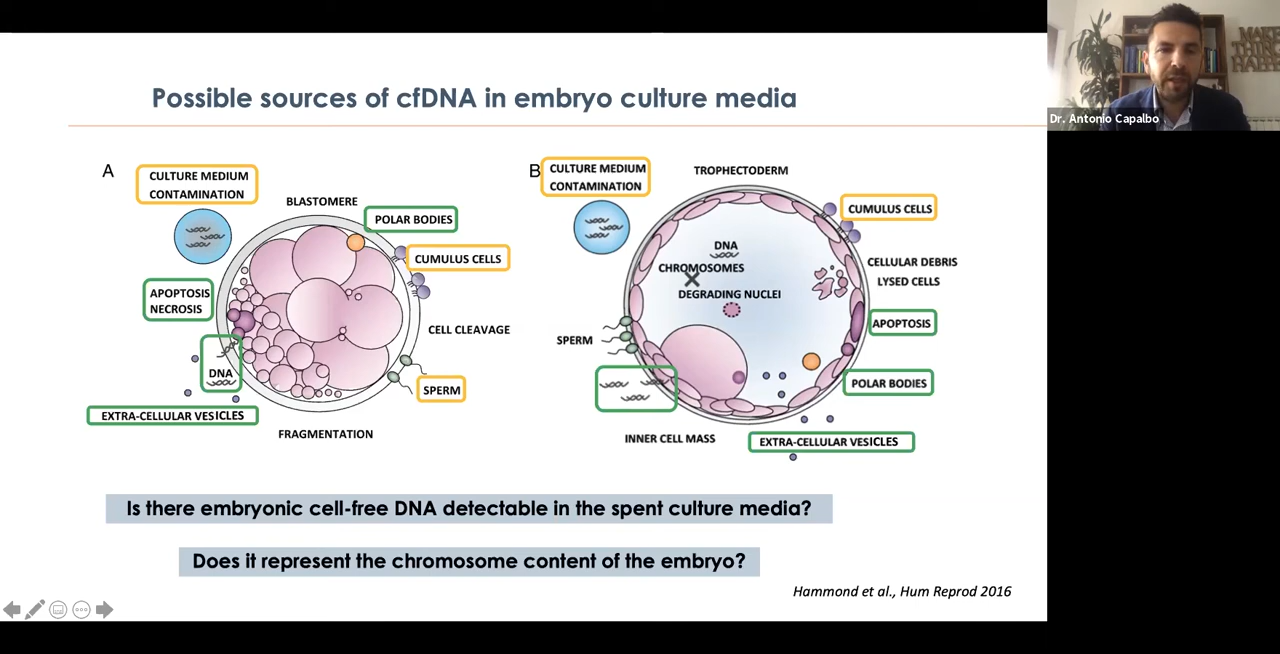 Possible sources of cfDNA in embryo culture media
A
CULTURE MEDIUM
CONTAMINATION
BLASTOMERE
POLAR BODIES
CUMULUS CELLS
APOPTOSIS
NECROSIS
CELL CLEAVAGE
DNA
SPERM
EXTRA-CELLULAR VESICLES
FRAGMENTATION
B
CULTURE MEDIUM
CONTAMINATION
TROPHECTODERM
CUMULUS CELLS
DNA
CHROMOSOMES
DEGRADING NUCLEI
CELLULAR DEBRIS
LYSED CELLS
APOPTOSIS
SPERM
POLAR BODIES
INNER CELL MASS
EXTRA-CELLULAR VESICLES
Is there embryonic cell-free DNA detectable in the spent culture media?
Does it represent the chromosome content of the embryo?
Hammond et al., Hum Reprod 2016
MAKE
THING
HAPPE
Dr. Antonio Capalbo